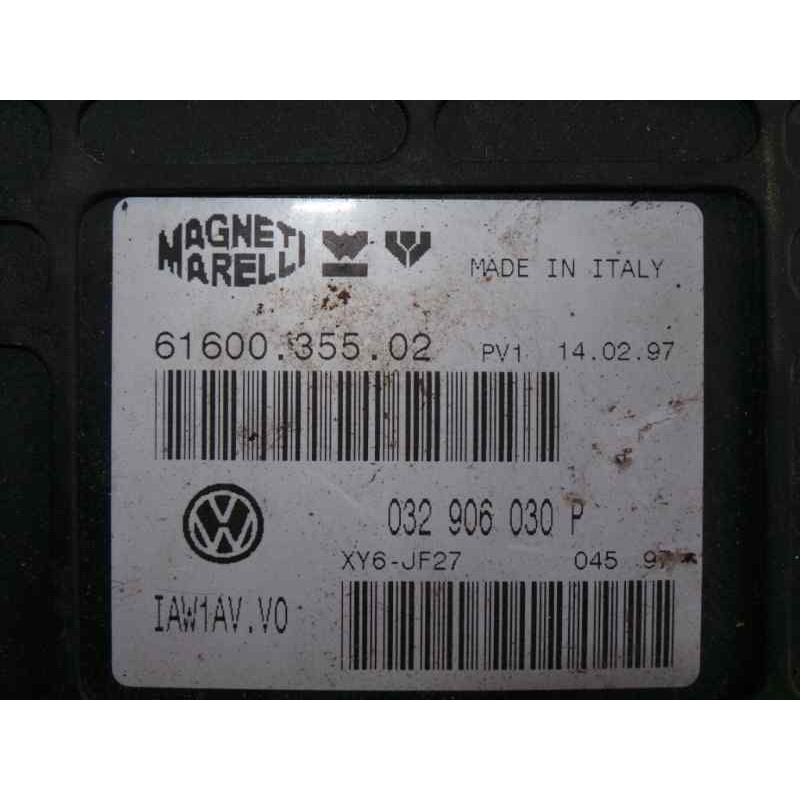 MAGNETI
MARELLI
MADE IN ITALY
61600.355.02 PV1 14.02.97
032 906 030 P
XY6-JF27 045 97
IAW1AV.V0